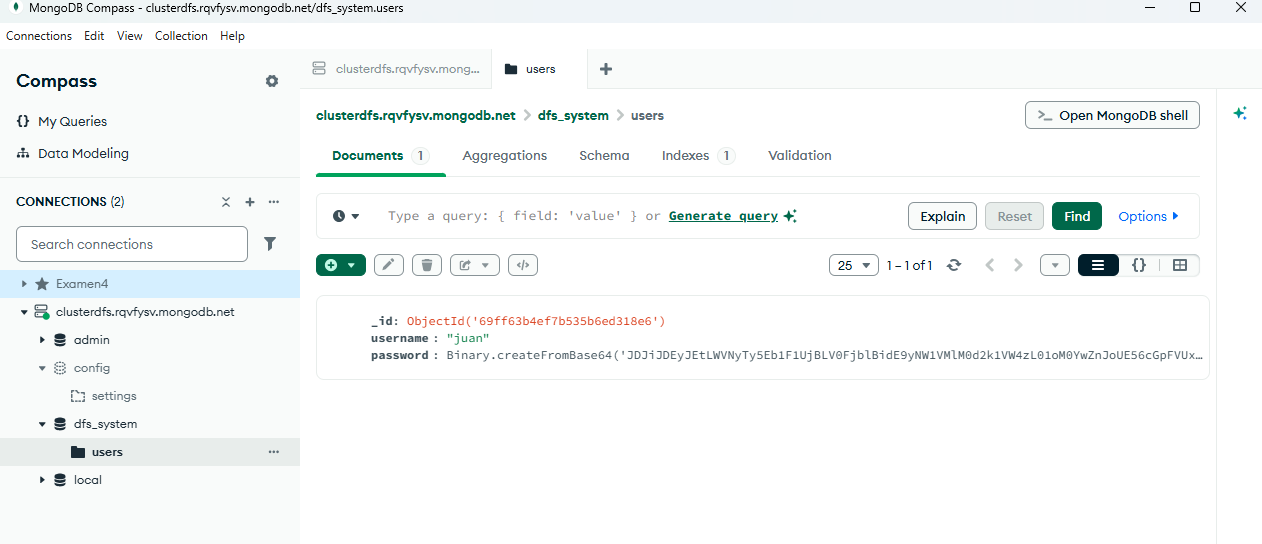 MongoDB Compass - clusterdfs.rqvfysv.mongodb.net/dfs_system.users
Connections Edit View Collection Help
Compass
My Queries
Data Modeling
CONNECTIONS (2)
Search connections
Examen4
clusterdfs.rqvfysv.mongodb.net
admin
config
settings
dfs_system
users
local
clusterdfs.rqvfysv.mong...
users
clusterdfs.rqvfysv.mongodb.net > dfs_system > users
>_ Open MongoDB shell
Documents 1 Aggregations Schema Indexes 1 Validation
Type a query: { field: 'value' } or Generate query
Explain Reset Find Options
25 1 – 1 of 1
_id: ObjectId('69ff63b4ef7b535b6ed318e6')
username : "juan"
password : Binary.createFromBase64('